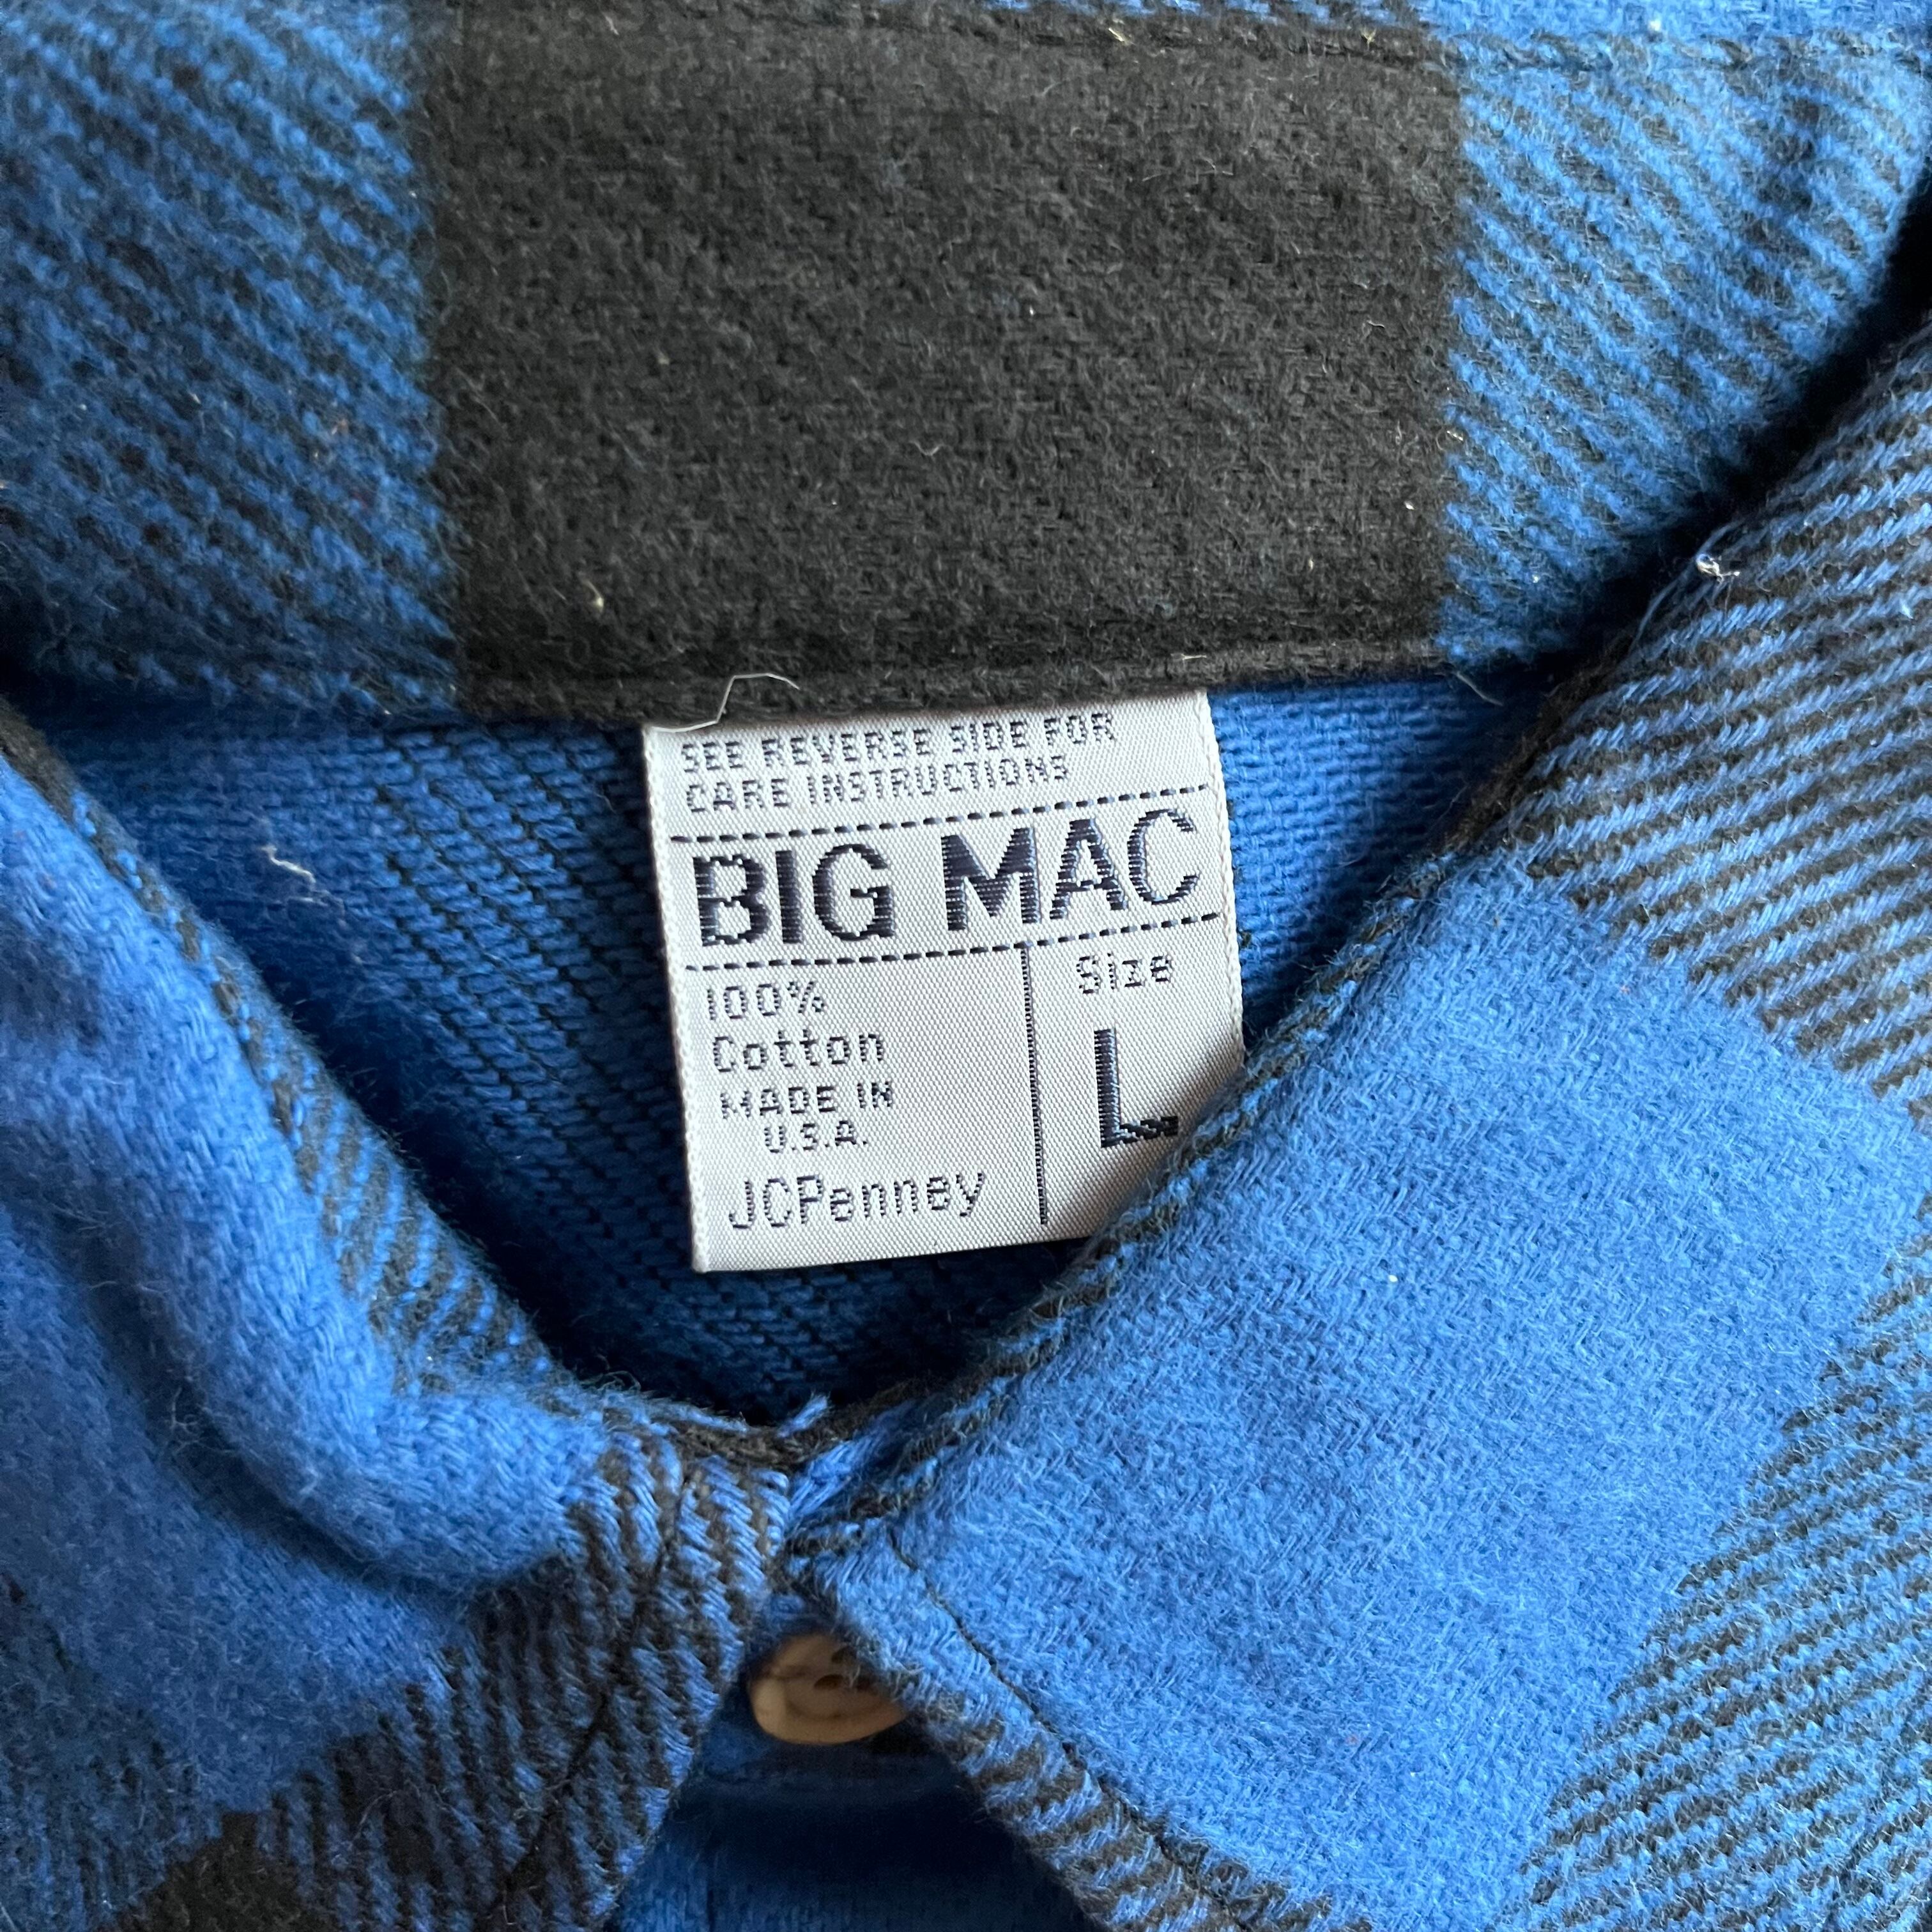 SEE REVERSE SIDE FOR
CARE INSTRUCTIONS
BIG MAC
100%
Cotton
MADE IN
U.S.A.
JCPenney
Size
L